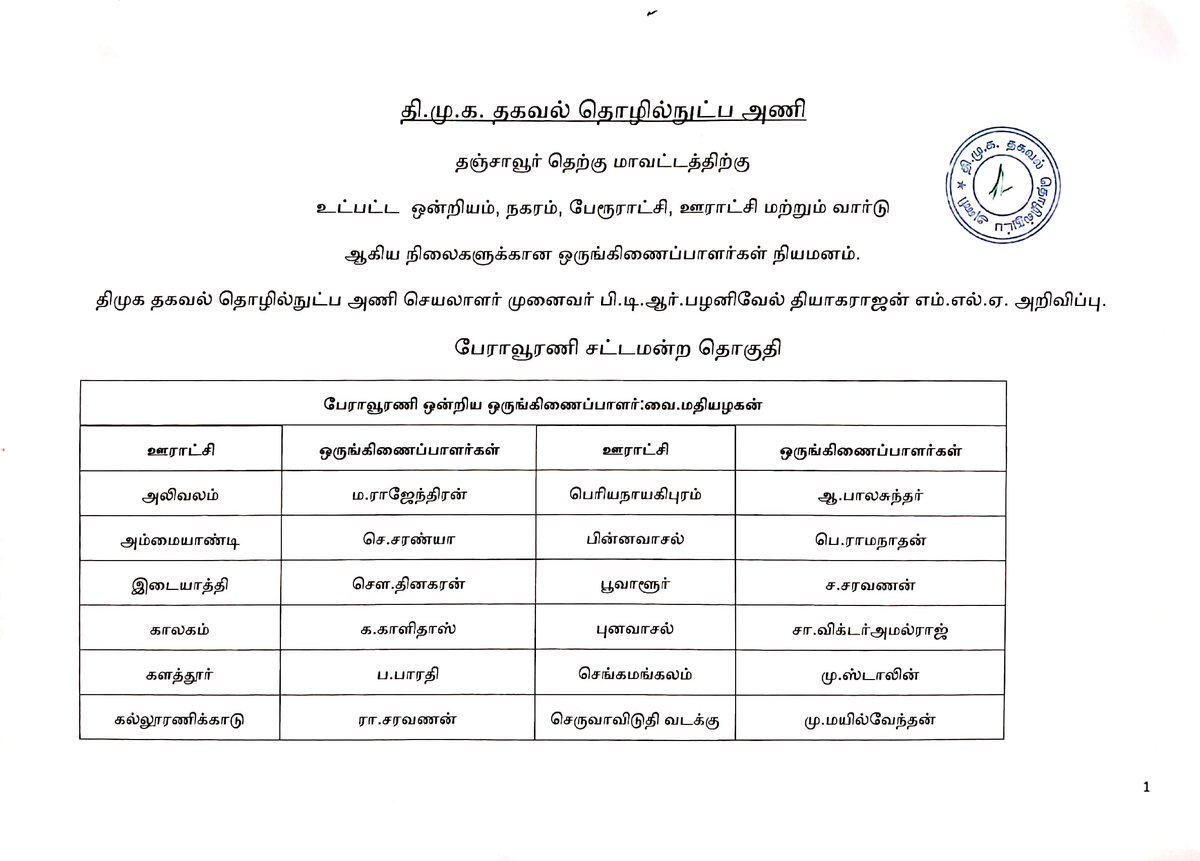 தி.மு.க. தகவல் தொழில்நுட்ப அணி
தஞ்சாவூர் தெற்கு மாவட்டத்திற்கு
உட்பட்ட ஒன்றியம், நகரம், பேரூராட்சி, ஊராட்சி மற்றும் வார்டு
ஆகிய நிலைகளுக்கான ஒருங்கிணைப்பாளர்கள் நியமனம்.
திமுக தகவல் தொழில்நுட்ப அணி செயலாளர் முனைவர் பி.டி.ஆர்.பழனிவேல் தியாகராஜன் எம்.எல்.ஏ. அறிவிப்பு.
பேராவூரணி சட்டமன்ற தொகுதி
தி.மு.க. தகவல் தொழில்நுட்ப அணி ★
பேராவூரணி ஒன்றிய ஒருங்கிணைப்பாளர்:வை.மதியழகன்
ஊராட்சி ஒருங்கிணைப்பாளர்கள் ஊராட்சி ஒருங்கிணைப்பாளர்கள்
அலிவலம் ம.ராஜேந்திரன் பெரியநாயகிபுரம் ஆ.பாலசுந்தர்
அம்மையாண்டி செ.சரண்யா பின்னவாசல் பெ.ராமநாதன்
இடையாத்தி சௌ.தினகரன் பூவாளூர் ச.சரவணன்
காலகம் க.காளிதாஸ் புனவாசல் சா.விக்டர்அமல்ராஜ்
களத்தூர் ப.பாரதி செங்கமங்கலம் மு.ஸ்டாலின்
கல்லூரணிக்காடு ரா.சரவணன் செருவாவிடுதி வடக்கு மு.மயில்வேந்தன்
1